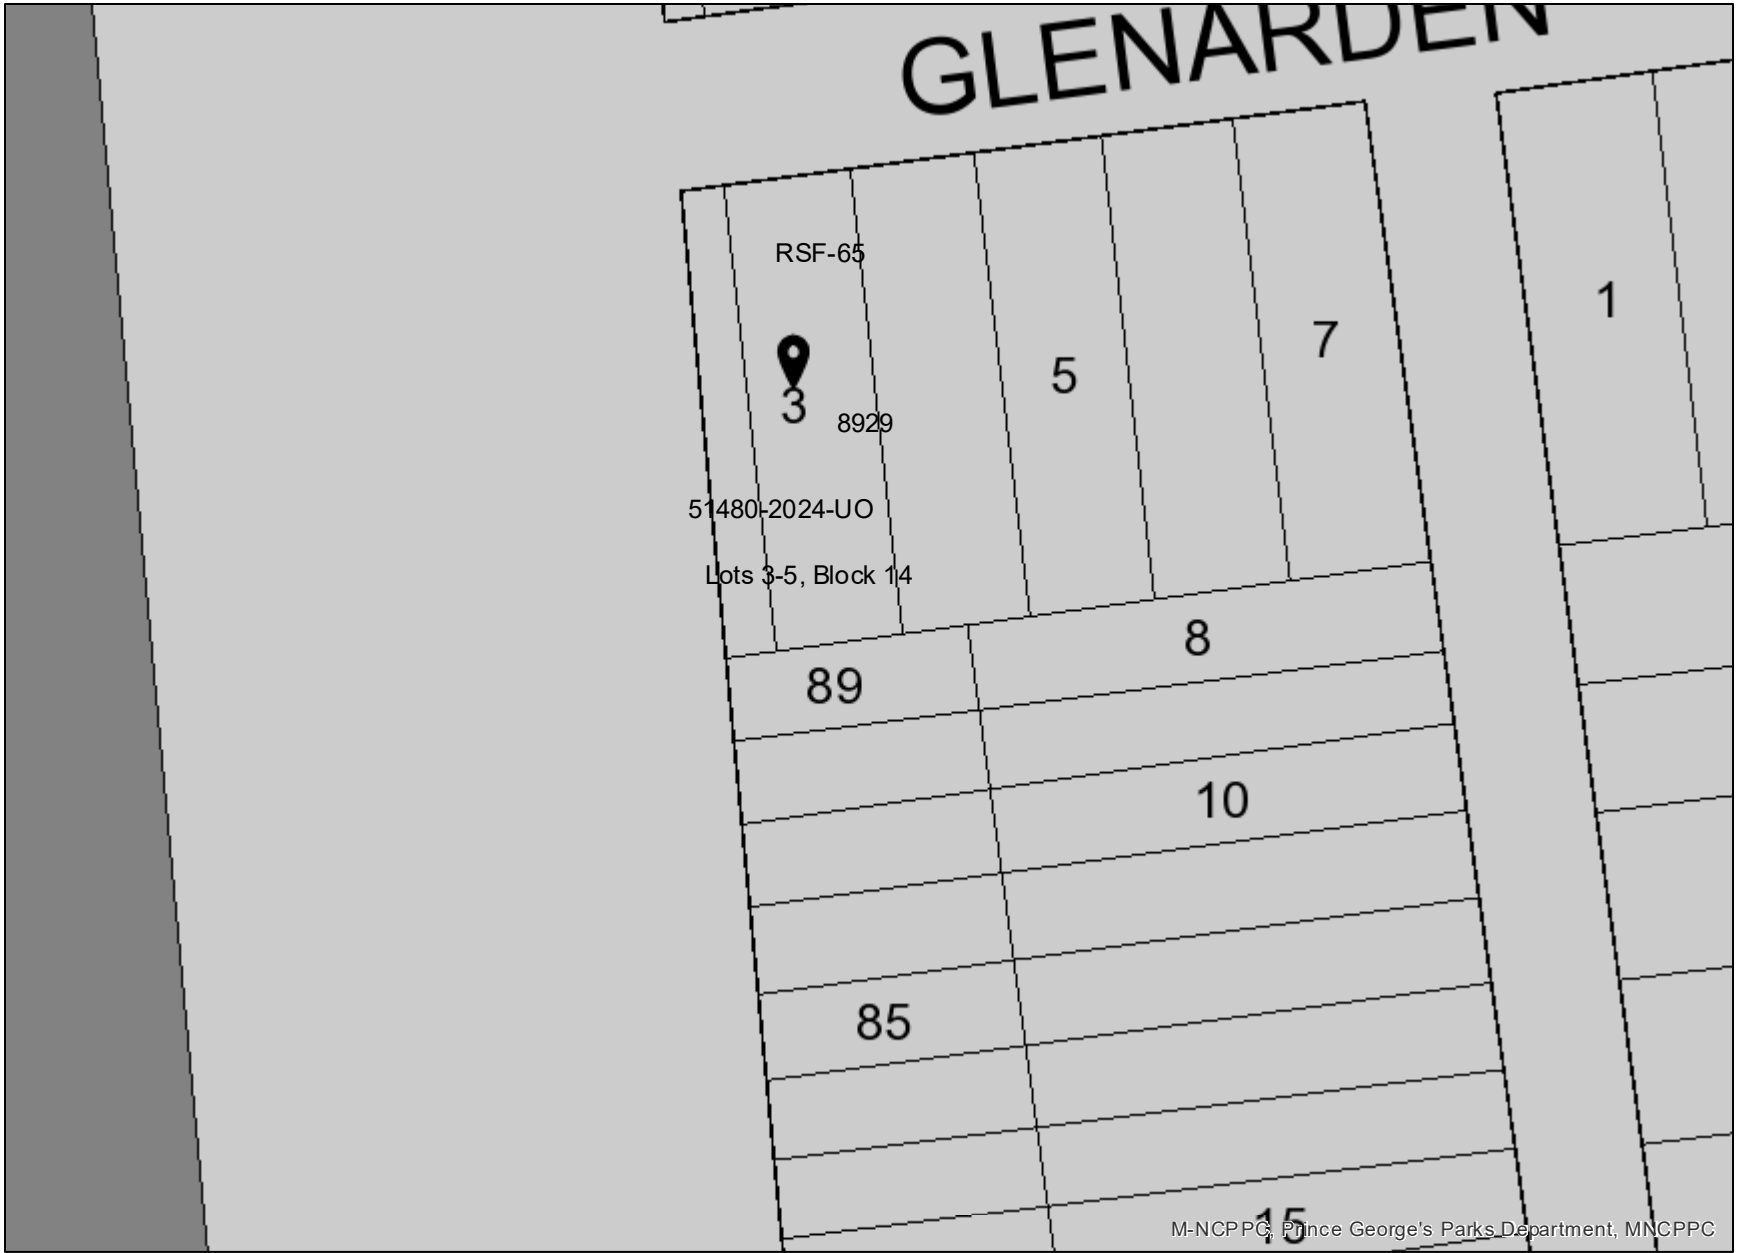 GLENARDEN
RSF-65
1
7
5
3
8929
51480-2024-UO
Lots 3-5, Block 14
8
89
10
85
15
M-NCPPC, Prince George's Parks Department, MNCPPC